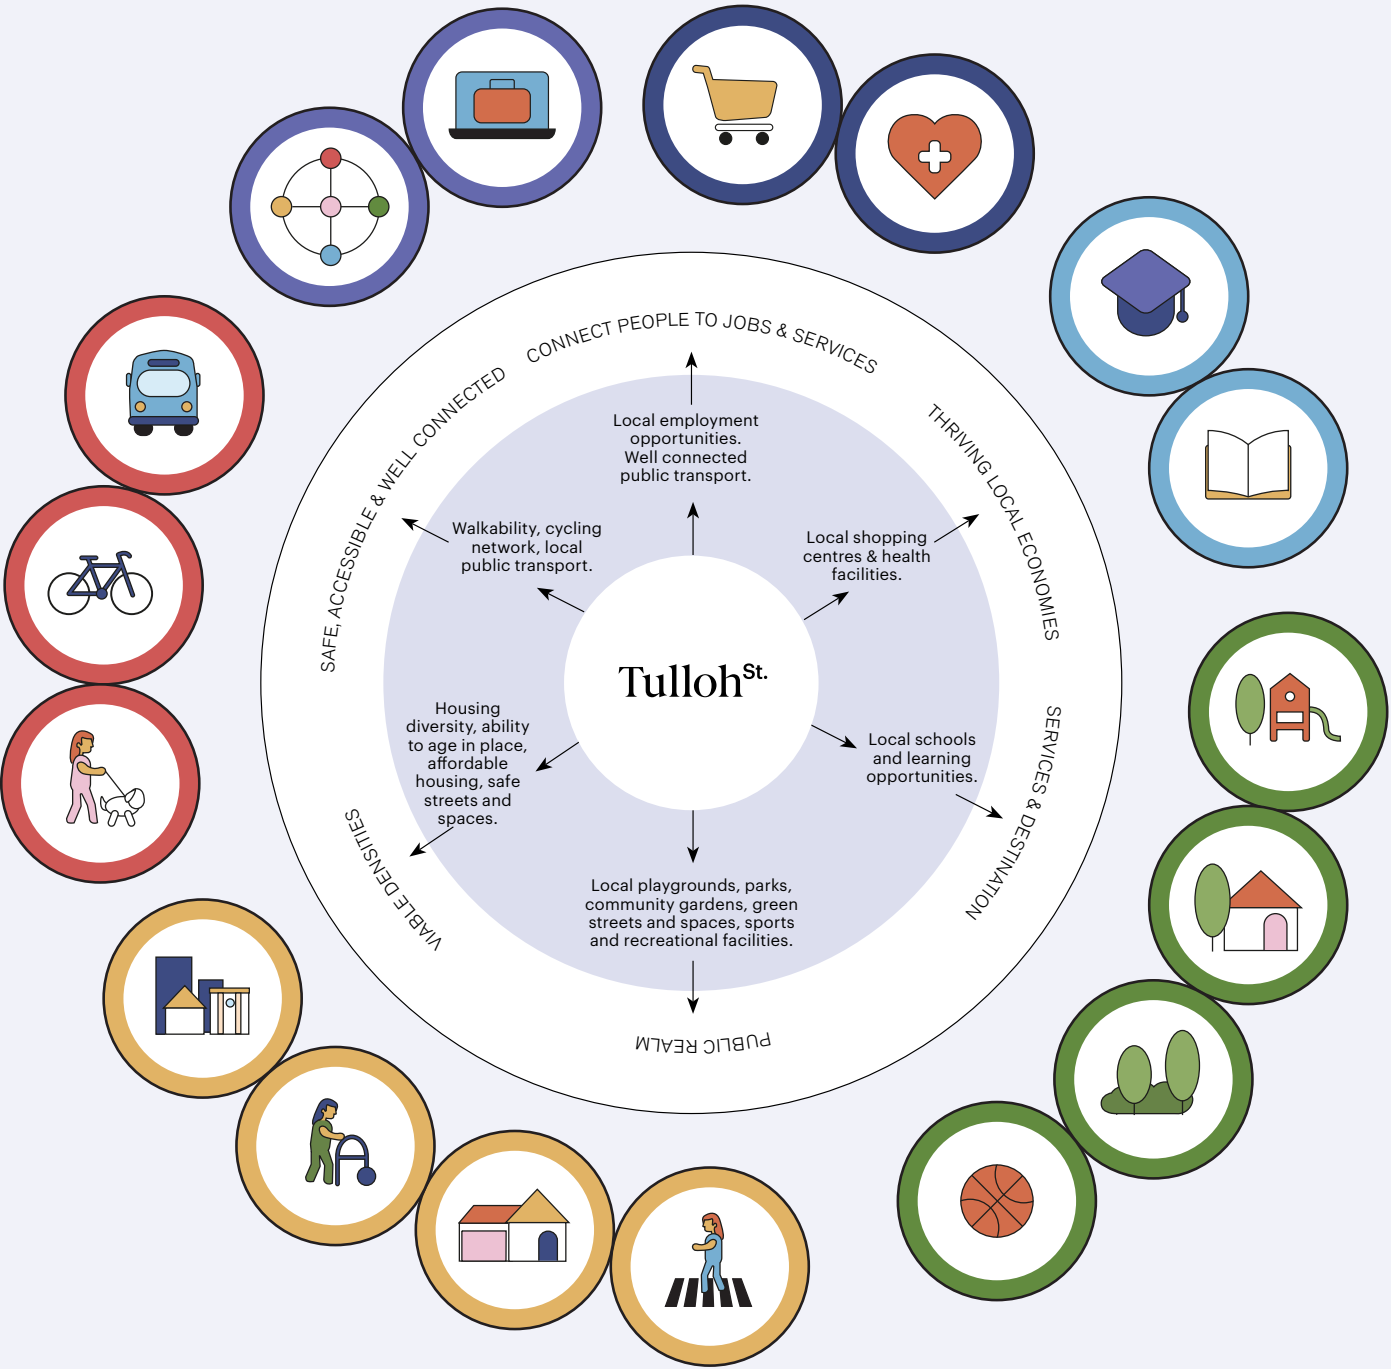 CONNECT PEOPLE TO JOBS & SERVICES
THRIVING LOCAL ECONOMIES
SERVICES & DESTINATION
PUBLIC REALM
VIABLE DENSITIES
SAFE, ACCESSIBLE & WELL CONNECTED
Local employment
opportunities.
Well connected
public transport.
Local shopping
centres & health
facilities.
Local schools
and learning
opportunities.
Local playgrounds, parks,
community gardens, green
streets and spaces, sports
and recreational facilities.
Housing
diversity, ability
to age in place,
affordable
housing, safe
streets and
spaces.
Walkability, cycling
network, local
public transport.
Tulloh St.